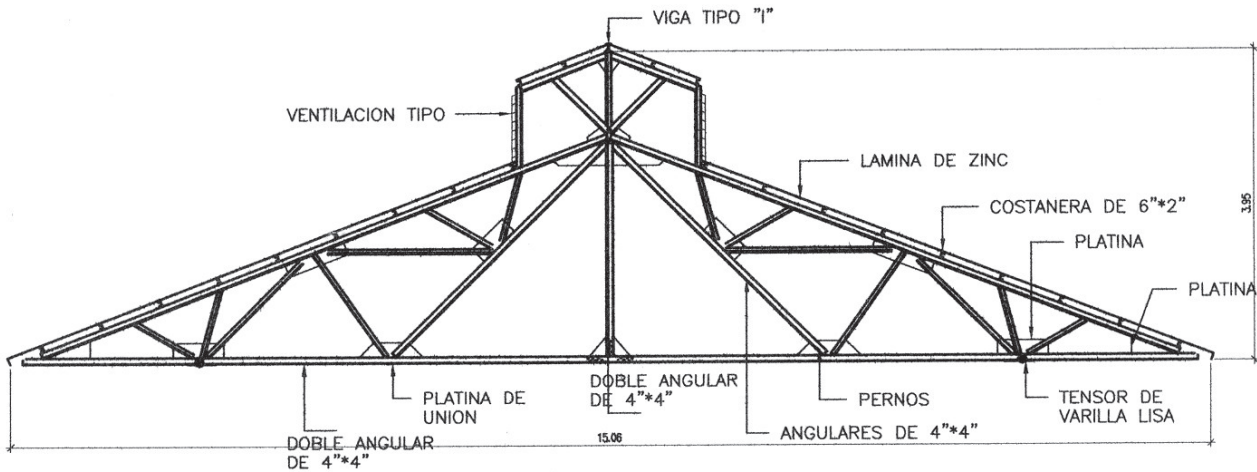 VIGA TIPO "I"
VENTILACION TIPO
LAMINA DE ZINC
COSTANERA DE 6"*2"
3.95
PLATINA
PLATINA
DOBLE ANGULAR
DE 4"*4"
PLATINA DE
UNION
DOBLE ANGULAR
DE 4"*4"
PERNOS
TENSOR DE
VARILLA LISA
ANGULARES DE 4"*4"
15.06